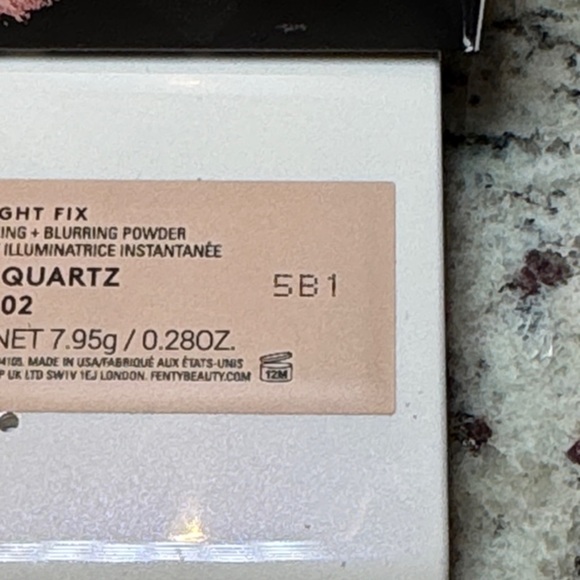 GHT FIX
ING + BLURRING POWDER
ILLUMINATRICE INSTANTANÉE
QUARTZ
02
5B1
NET 7.95g / 0.28OZ.
4105. MADE IN USA/FABRIQUÉ AUX ÉTATS-UNIS
P UK LTD SW1V 1EJ LONDON. FENTYBEAUTY.COM
12M